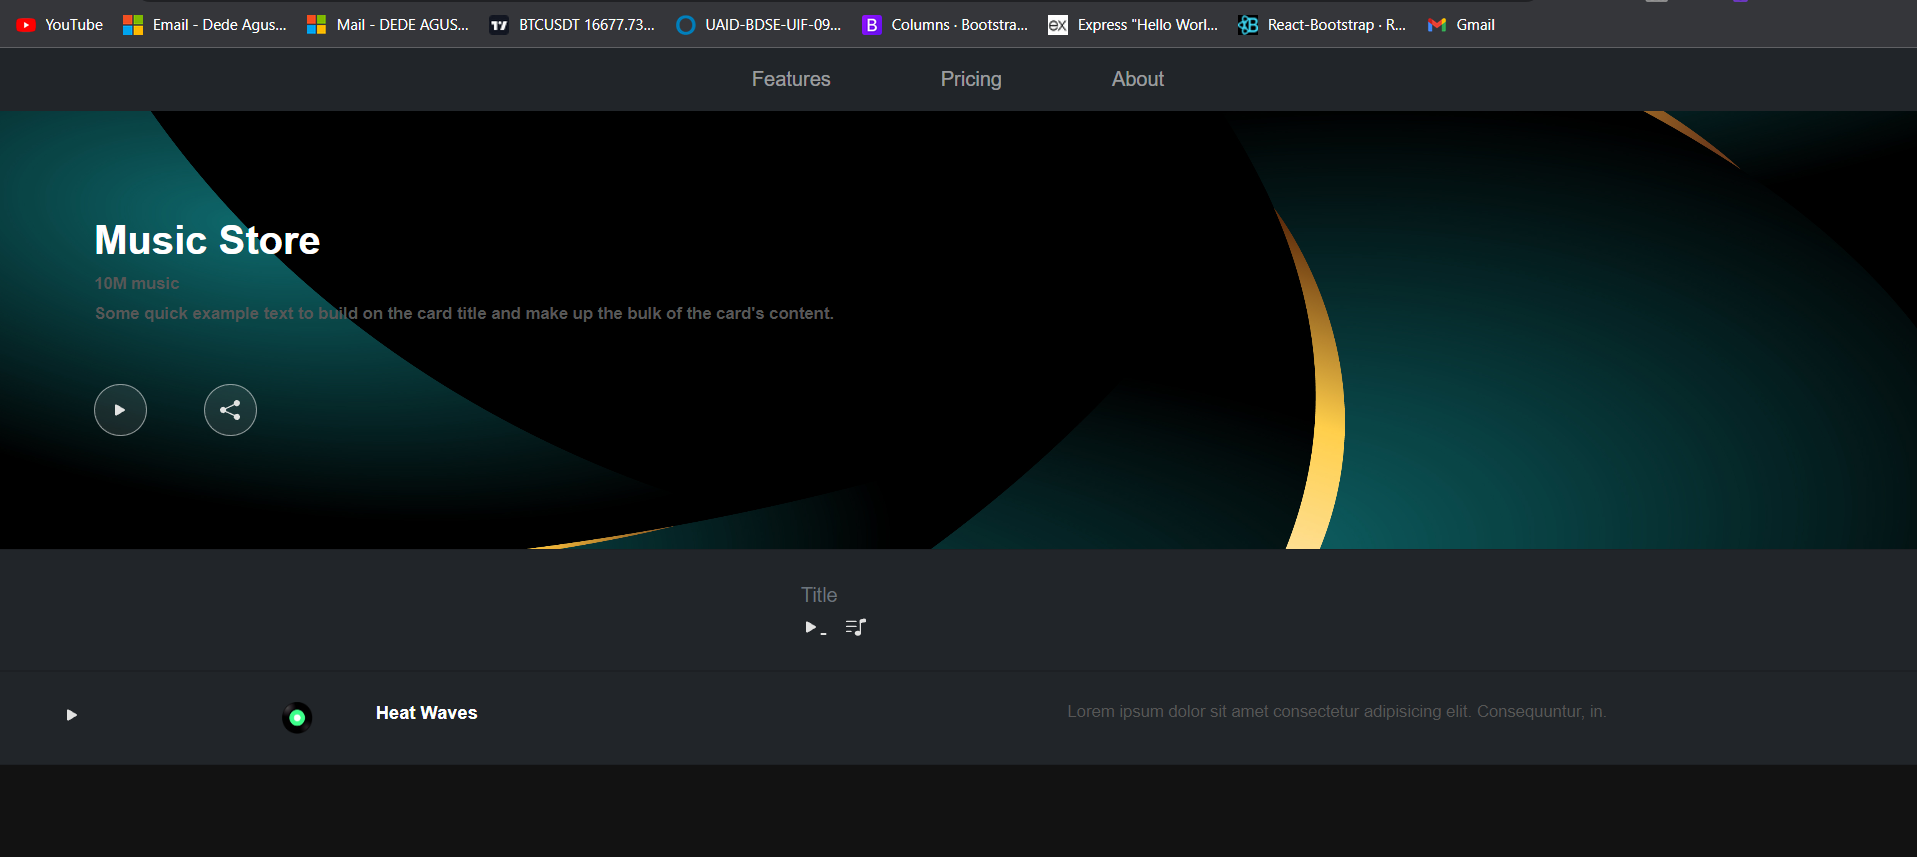 YouTube Email - Dede Agus... Mail - DEDE AGUS... BTCUSDT 16677.73... UAID-BDSE-UIF-09... B Columns · Bootstra... ex Express "Hello Worl... React-Bootstrap · R... Gmail
Features Pricing About
Music Store
10M music
Some quick example text to build on the card title and make up the bulk of the card's content.
Title
Heat Waves Lorem ipsum dolor sit amet consectetur adipisicing elit. Consequuntur, in.